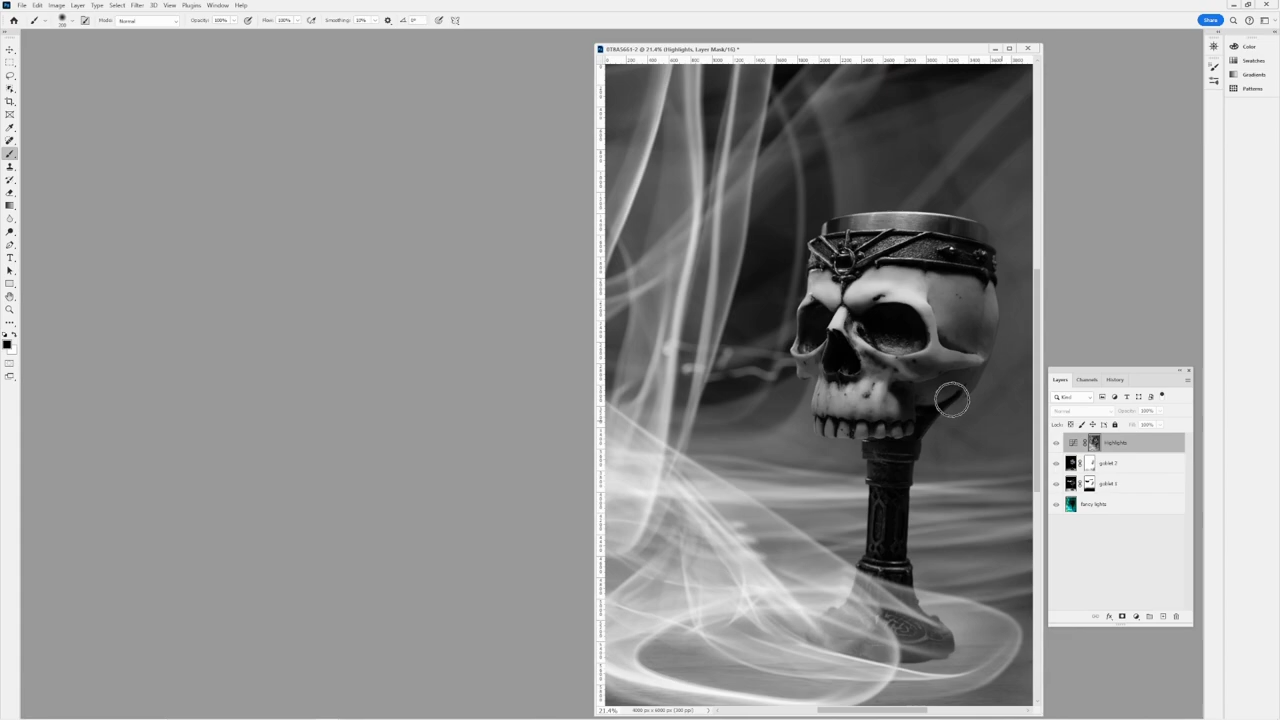 File Edit Image Layer Type Select Filter 3D View Plugins Window Help
Mode: Normal Opacity: 100% Flow: 100% Smoothing: 10% 0° Share
BTRA5651-2 @ 21.4% (Highlights, Layer Mask/16) *
Color
Swatches
Gradients
Patterns
Layers Channels History
Kind
Normal Opacity: 100%
Lock: Fill: 100%
Highlights
goblet 2
goblet 1
fancy lights
21.4% 4000 px x 6000 px (300 ppi)